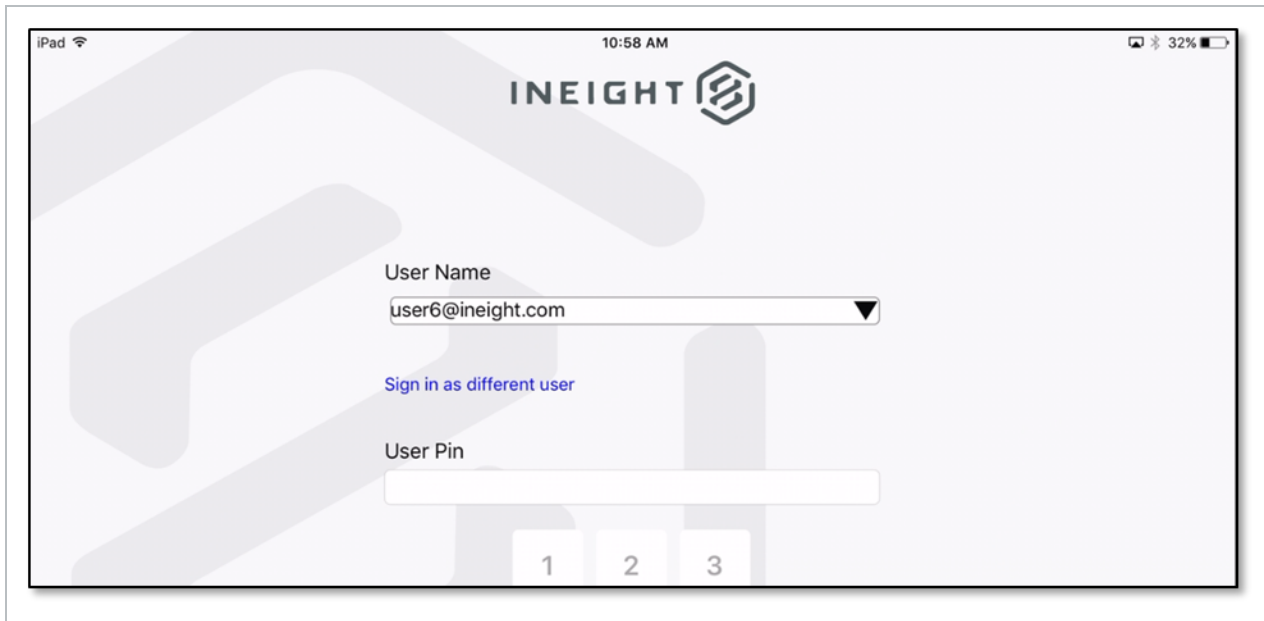 iPad 10:58 AM 32%
INEIGHT
User Name
user6@ineight.com
Sign in as different user
User Pin
1 2 3